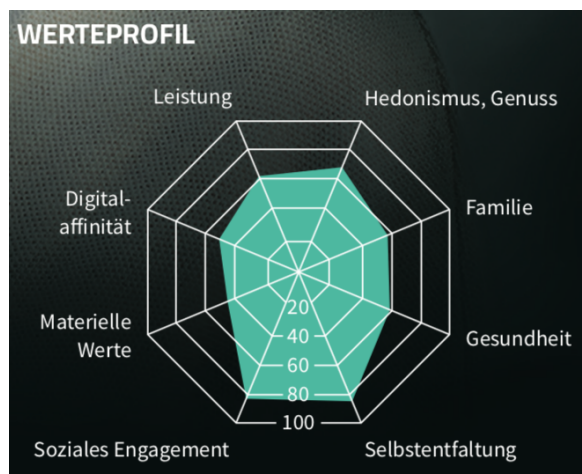 WERTEPROFIL
Leistung
Hedonismus, Genuss
Digital-
affinität
Familie
Materielle
Werte
Gesundheit
20
40
60
80
100
Soziales Engagement
Selbstentfaltung